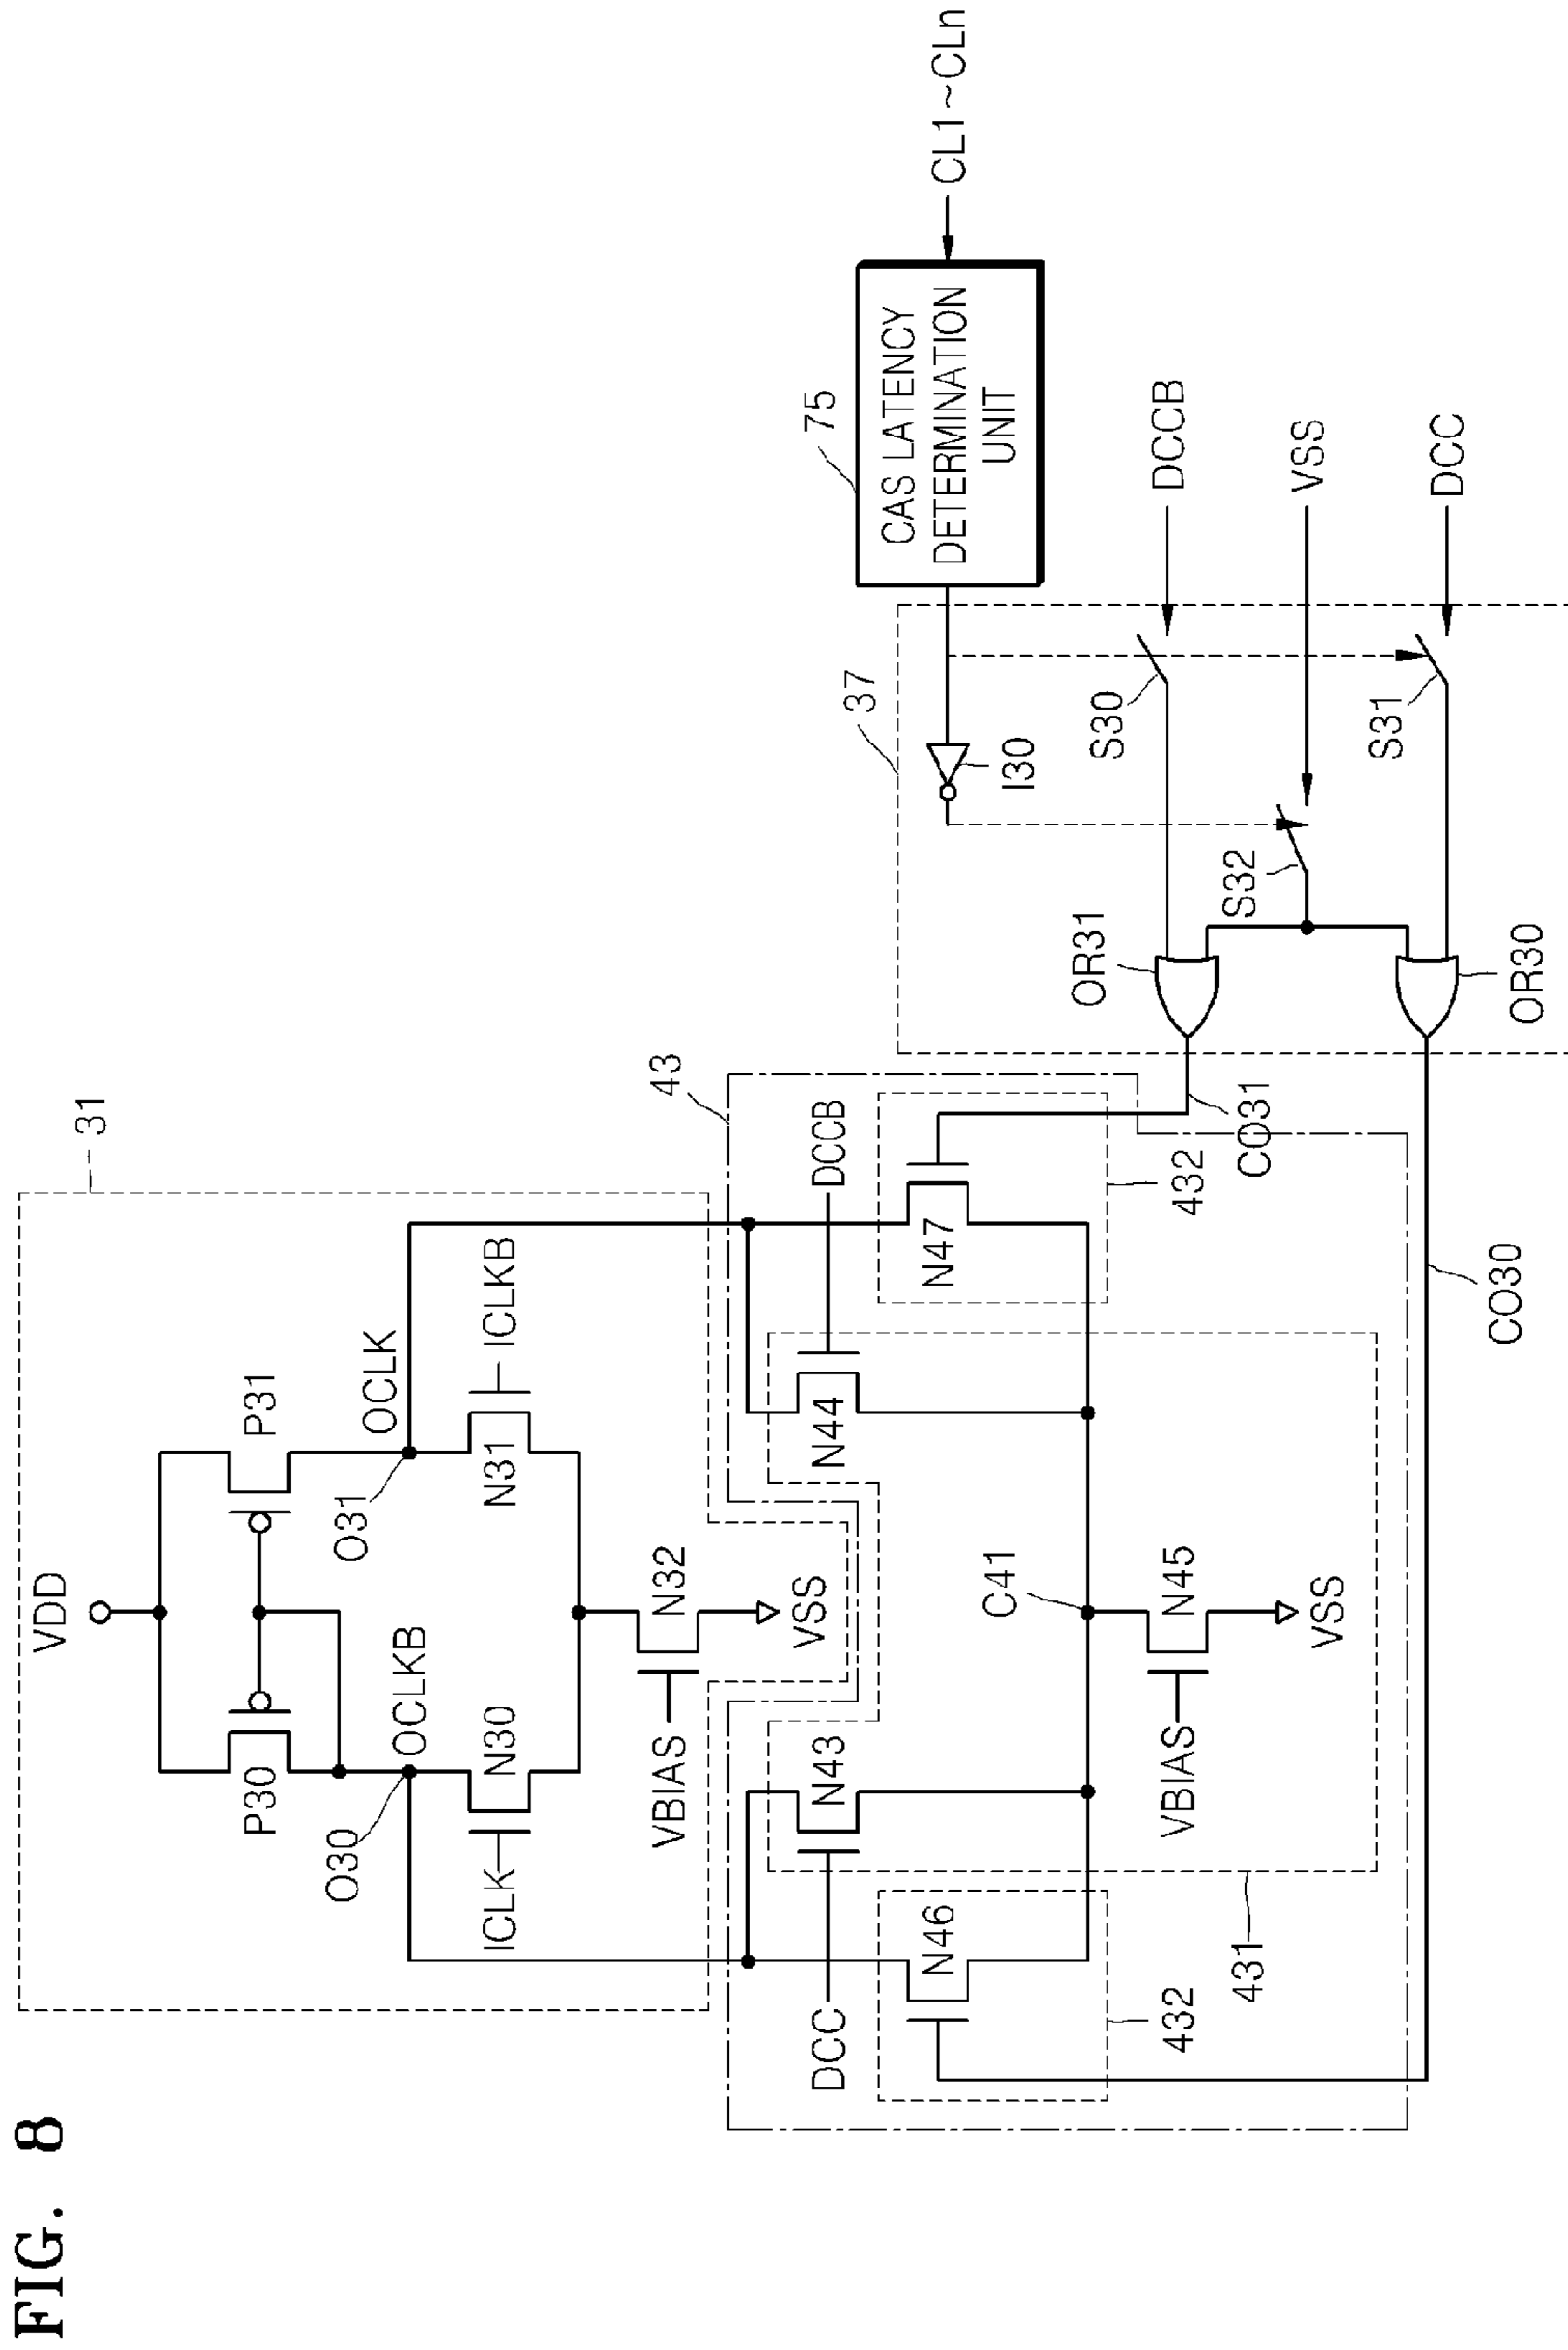 FIG. 8
VDD
31
P30
P31
O30
OCLKB
O31
OCLK
ICLK
N30
N31
ICLKB
VBIAS
N32
VSS
43
DCC
N43
N44
DCCB
N46
N47
432
432
C41
VBIAS
N45
VSS
431
CO31
CO30
75
CAS LATENCY
DETERMINATION
UNIT
CL1~CLn
37
I30
S30
DCCB
S32
VSS
S31
DCC
OR31
OR30